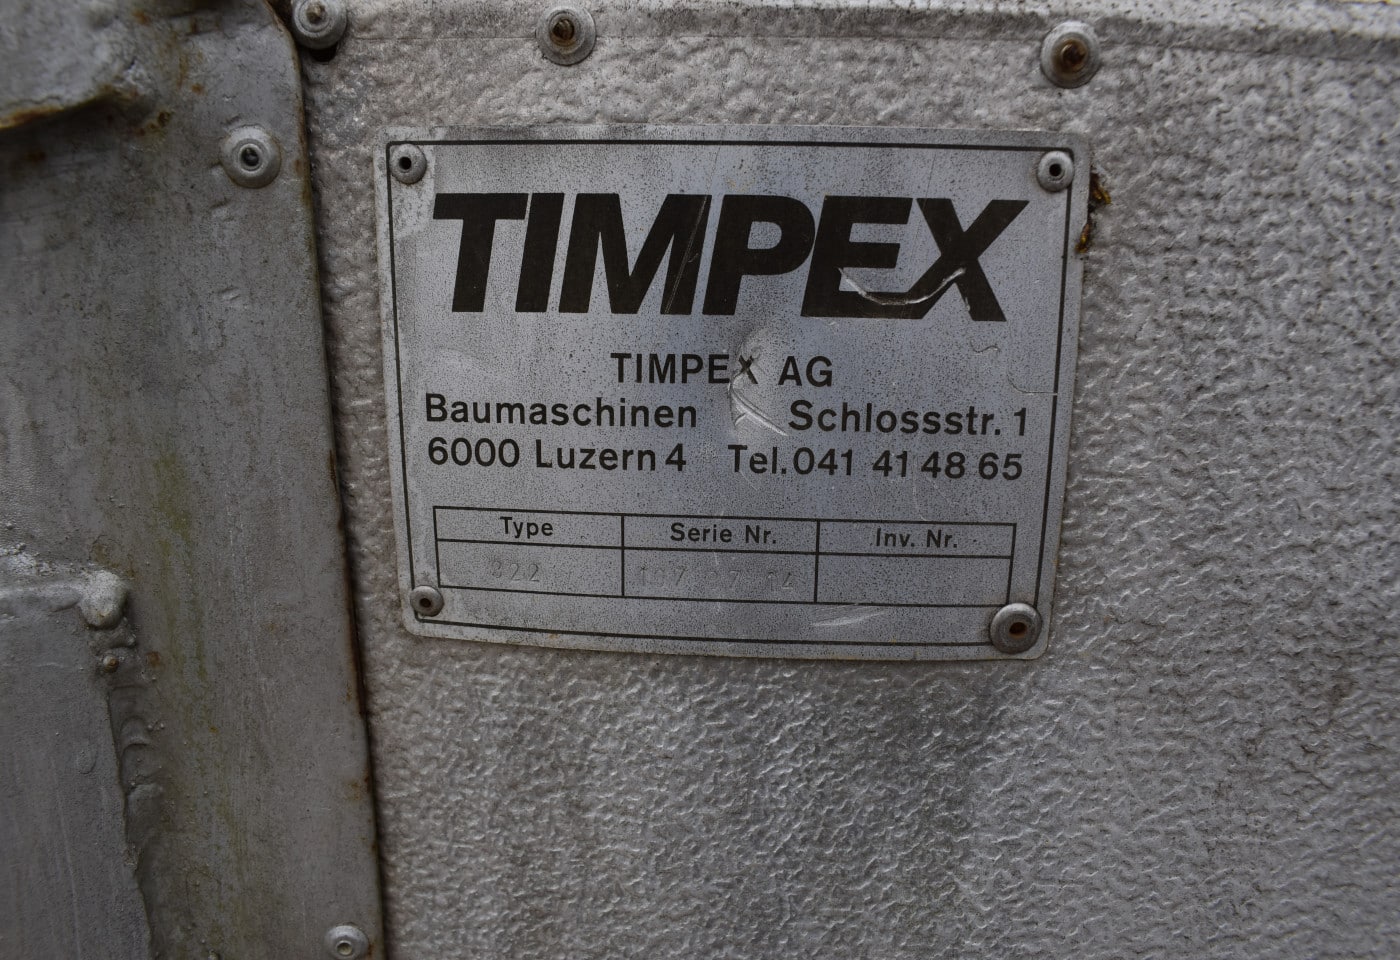 TIMPEX
TIMPEX AG
Baumaschinen Schlossstr. 1
6000 Luzern 4 Tel. 041 41 48 65
Type Serie Nr. Inv. Nr.
822